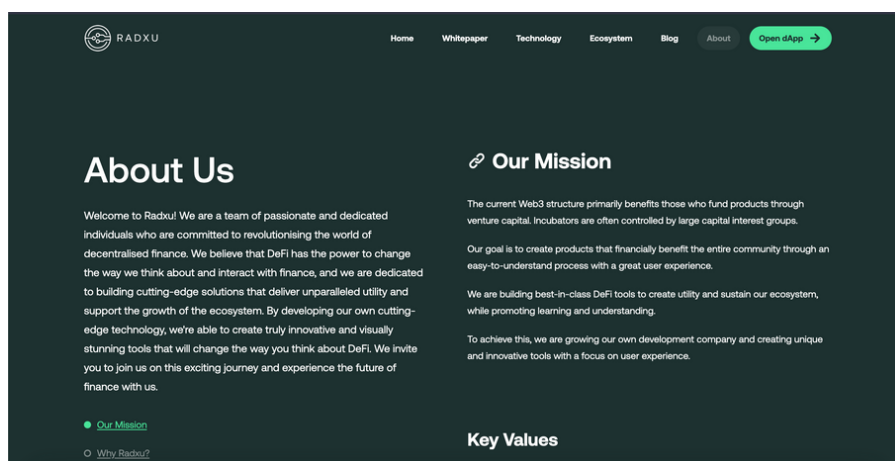 RADXU
Home
Whitepaper
Technology
Ecosystem
Blog
About
Open dApp
About Us
Welcome to Radxu! We are a team of passionate and dedicated
individuals who are committed to revolutionising the world of
decentralised finance. We believe that DeFi has the power to change
the way we think about and interact with finance, and we are dedicated
to building cutting-edge solutions that deliver unparalleled utility and
support the growth of the ecosystem. By developing our own cutting-
edge technology, we're able to create truly innovative and visually
stunning tools that will change the way you think about DeFi. We invite
you to join us on this exciting journey and experience the future of
finance with us.
Our Mission
Why Radxu?
Our Mission
The current Web3 structure primarily benefits those who fund products through
venture capital. Incubators are often controlled by large capital interest groups.
Our goal is to create products that financially benefit the entire community through an
easy-to-understand process with a great user experience.
We are building best-in-class DeFi tools to create utility and sustain our ecosystem,
while promoting learning and understanding.
To achieve this, we are growing our own development company and creating unique
and innovative tools with a focus on user experience.
Key Values